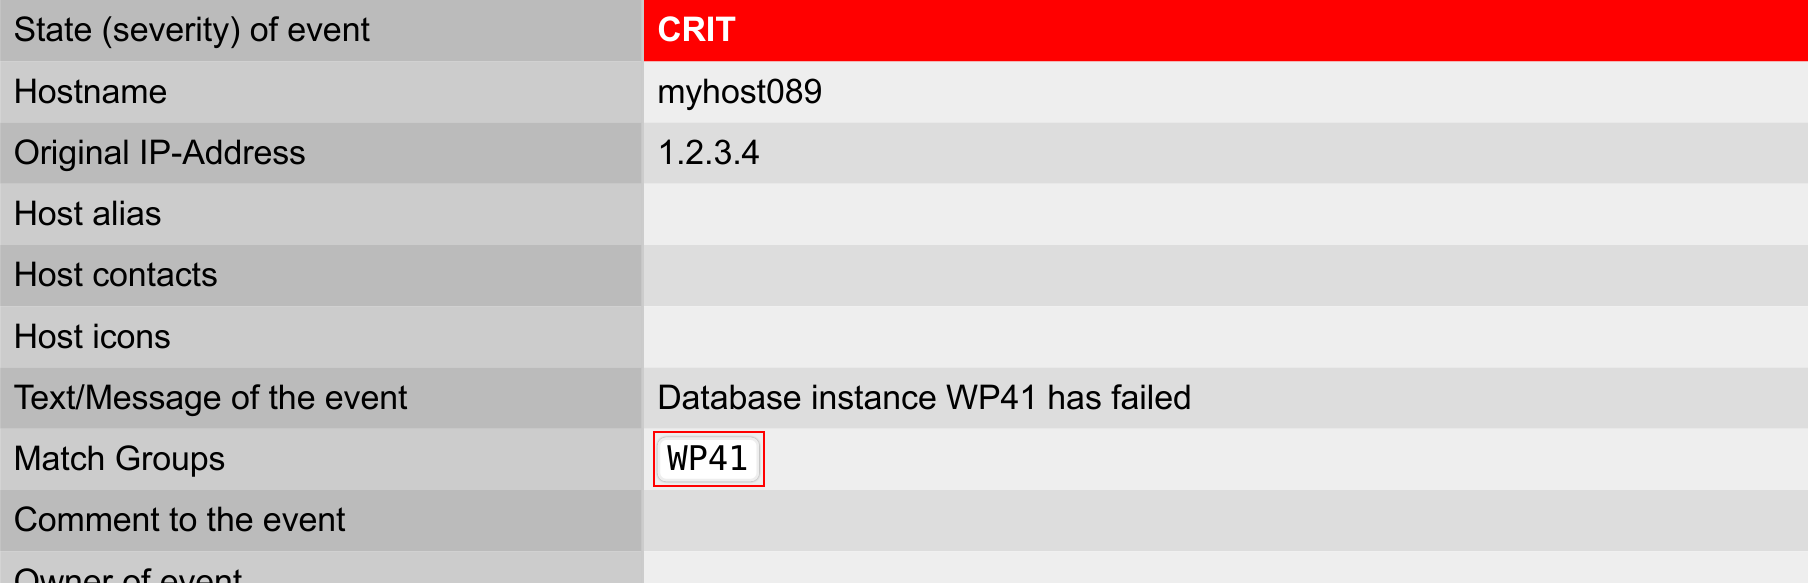 State (severity) of event CRIT
Hostname myhost089
Original IP-Address 1.2.3.4
Host alias
Host contacts
Host icons
Text/Message of the event Database instance WP41 has failed
Match Groups WP41
Comment to the event
Owner of event